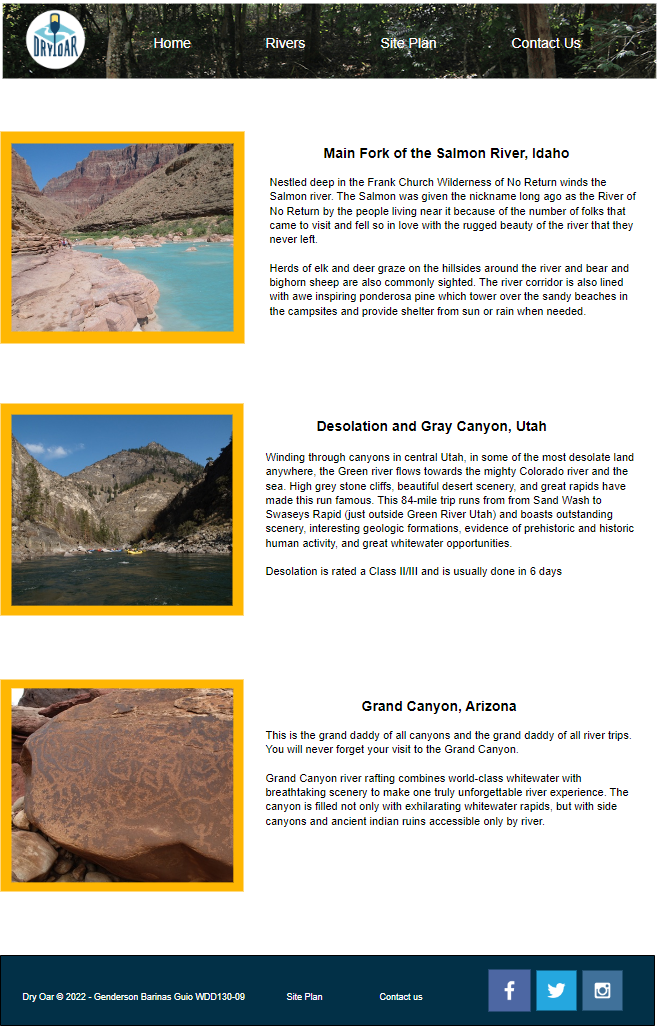 DRY OAR
Home
Rivers
Site Plan
Contact Us
Main Fork of the Salmon River, Idaho
Nestled deep in the Frank Church Wilderness of No Return winds the
Salmon river. The Salmon was given the nickname long ago as the River of
No Return by the people living near it because of the number of folks that
came to visit and fell so in love with the rugged beauty of the river that they
never left.
Herds of elk and deer graze on the hillsides around the river and bear and
bighorn sheep are also commonly sighted. The river corridor is also lined
with awe inspiring ponderosa pine which tower over the sandy beaches in
the campsites and provide shelter from sun or rain when needed.
Desolation and Gray Canyon, Utah
Winding through canyons in central Utah, in some of the most desolate land
anywhere, the Green river flows towards the mighty Colorado river and the
sea. High grey stone cliffs, beautiful desert scenery, and great rapids have
made this run famous. This 84-mile trip runs from from Sand Wash to
Swaseys Rapid (just outside Green River Utah) and boasts outstanding
scenery, interesting geologic formations, evidence of prehistoric and historic
human activity, and great whitewater opportunities.
Desolation is rated a Class II/III and is usually done in 6 days
Grand Canyon, Arizona
This is the grand daddy of all canyons and the grand daddy of all river trips.
You will never forget your visit to the Grand Canyon.
Grand Canyon river rafting combines world-class whitewater with
breathtaking scenery to make one truly unforgettable river experience. The
canyon is filled not only with exhilarating whitewater rapids, but with side
canyons and ancient indian ruins accessible only by river.
Dry Oar © 2022 - Genderson Barinas Guio WDD130-09
Site Plan
Contact us